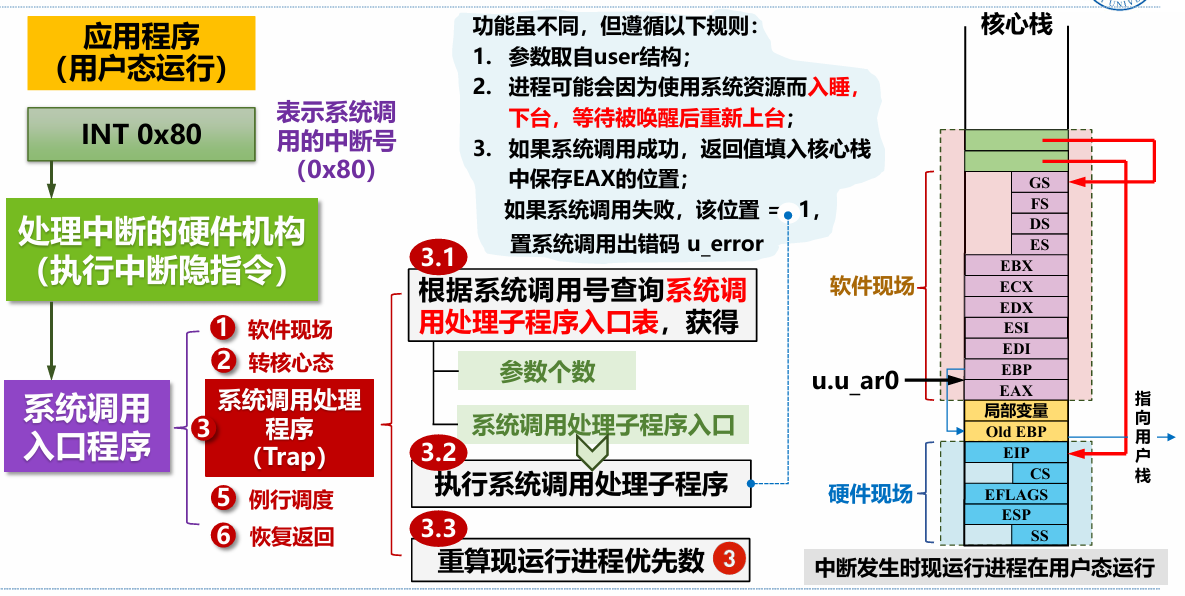 应用程序
（用户态运行）
INT 0x80
表示系统调
用的中断号
（0x80）
处理中断的硬件机构
（执行中断隐指令）
系统调用
入口程序
1 软件现场
2 转核心态
3 系统调用处理
程序
（Trap）
5 例行调度
6 恢复返回
功能虽不同，但遵循以下规则：
1. 参数取自user结构；
2. 进程可能会因为使用系统资源而入睡，
下台，等待被唤醒后重新上台；
3. 如果系统调用成功，返回值填入核心栈
中保存EAX的位置；
如果系统调用失败，该位置 = 1，
置系统调用出错码 u_error
3.1
根据系统调用号查询系统调
用处理子程序入口表，获得
参数个数
系统调用处理子程序入口
3.2
执行系统调用处理子程序
3.3
重算现运行进程优先数 3
核心栈
GS
FS
DS
ES
EBX
ECX
EDX
ESI
EDI
EBP
EAX
局部变量
Old EBP
EIP
CS
EFLAGS
ESP
SS
软件现场
u.u_ar0
硬件现场
指向用户栈
中断发生时现运行进程在用户态运行